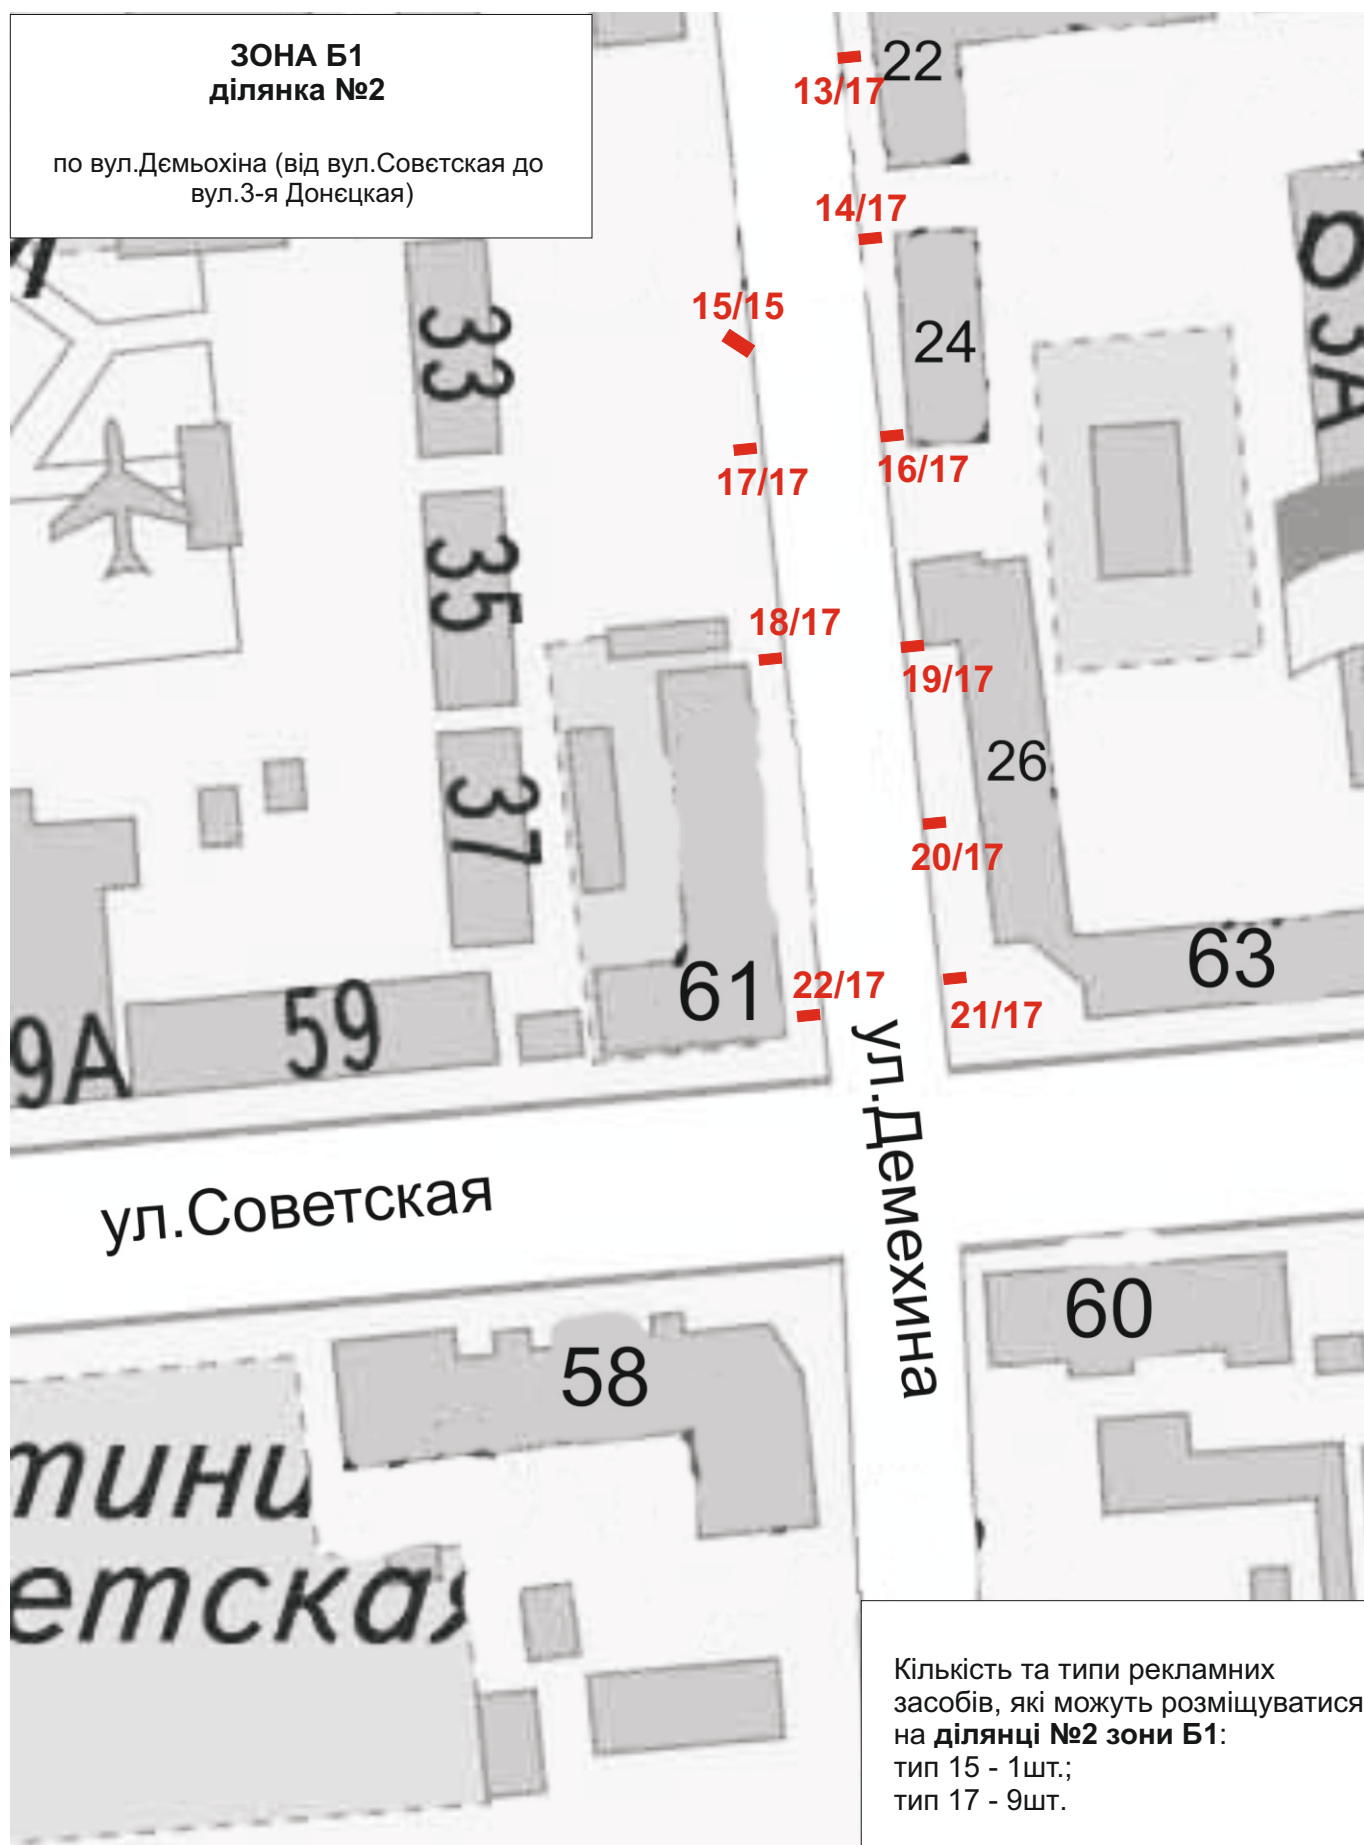 ЗОНА Б1
ділянка №2
по вул.Дємьохіна (від вул.Совєтская до
вул.3-я Донєцкая)
13/17
22
14/17
15/15
33
24
3А
17/17
16/17
35
18/17
19/17
26
37
20/17
63
61
22/17
21/17
59
9А
ул.Демехина
ул.Советская
60
58
тини
етская
Кількість та типи рекламних
засобів, які можуть розміщуватися
на ділянці №2 зони Б1:
тип 15 - 1шт.;
тип 17 - 9шт.